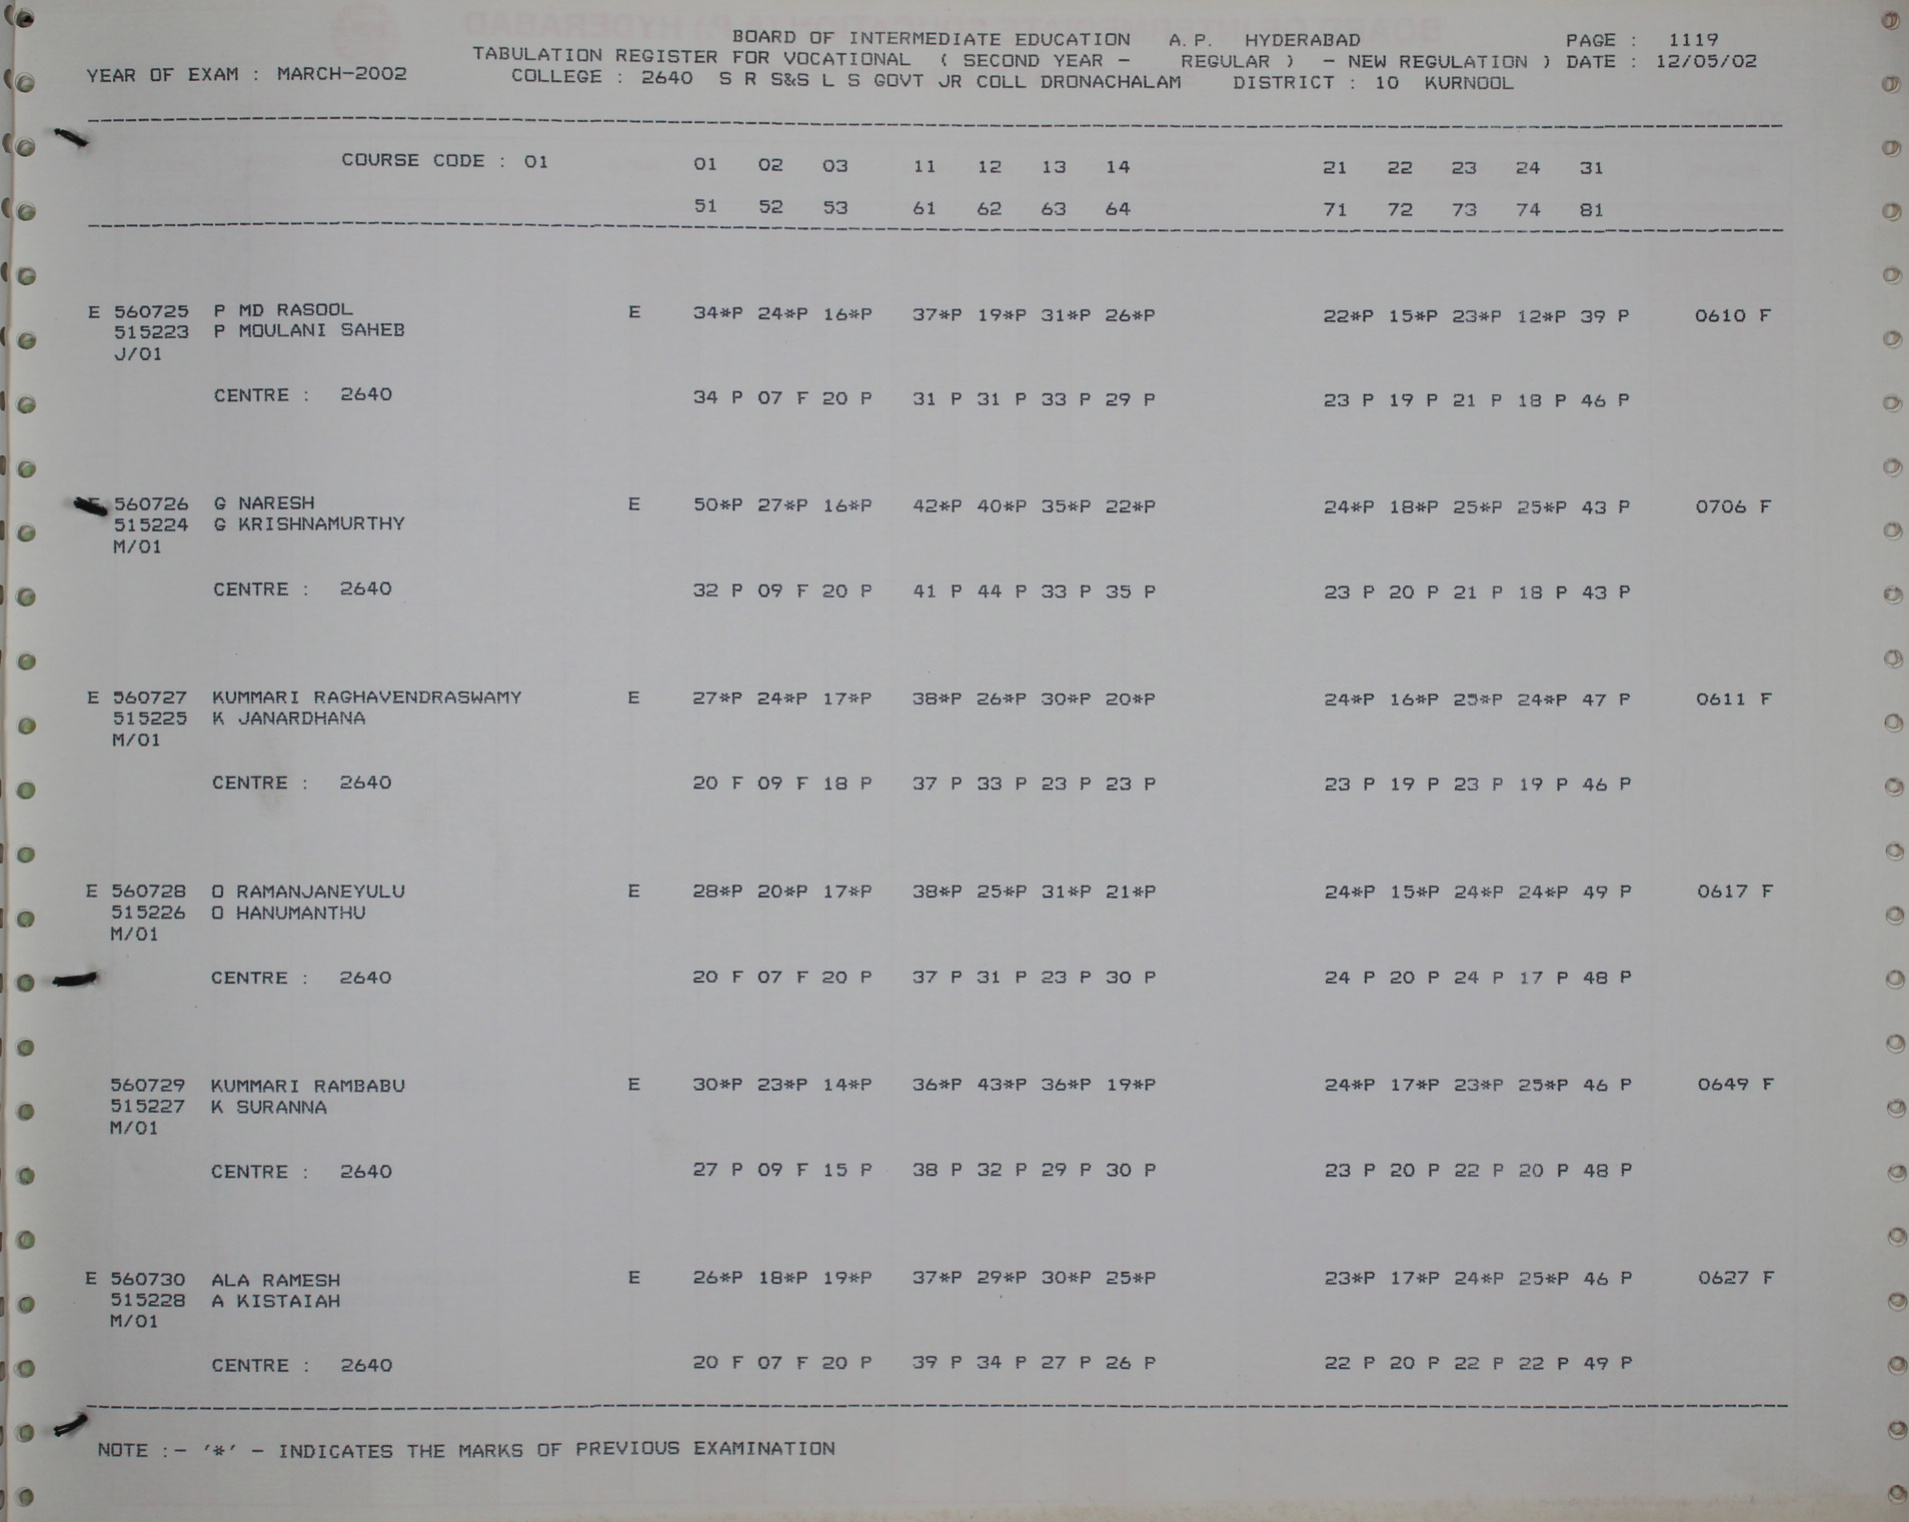 BOARD OF INTERMEDIATE EDUCATION A.P. HYDERABAD PAGE : 1119
TABULATION REGISTER FOR VOCATIONAL ( SECOND YEAR - REGULAR ) - NEW REGULATION ) DATE : 12/05/02
YEAR OF EXAM : MARCH-2002 COLLEGE : 2640 S R S&S L S GOVT JR COLL DRONACHALAM DISTRICT : 10 KURNOOL
COURSE CODE : 01 01 02 03 11 12 13 14 21 22 23 24 31
51 52 53 61 62 63 64 71 72 73 74 81
E 560725 P MD RASOOL E 34*P 24*P 16*P 37*P 19*P 31*P 26*P 22*P 15*P 23*P 12*P 39 P 0610 F
515223 P MOULANI SAHEB
J/01
CENTRE : 2640 34 P 07 F 20 P 31 P 31 P 33 P 29 P 23 P 19 P 21 P 18 P 46 P
560726 G NARESH E 50*P 27*P 16*P 42*P 40*P 35*P 22*P 24*P 18*P 25*P 25*P 43 P 0706 F
515224 G KRISHNAMURTHY
M/01
CENTRE : 2640 32 P 09 F 20 P 41 P 44 P 33 P 35 P 23 P 20 P 21 P 18 P 43 P
E 560727 KUMMARI RAGHAVENDRASWAMY E 27*P 24*P 17*P 38*P 26*P 30*P 20*P 24*P 16*P 25*P 24*P 47 P 0611 F
515225 K JANARDHANA
M/01
CENTRE : 2640 20 F 09 F 18 P 37 P 33 P 23 P 23 P 23 P 19 P 23 P 19 P 46 P
E 560728 O RAMANJANEYULU E 28*P 20*P 17*P 38*P 25*P 31*P 21*P 24*P 15*P 24*P 24*P 49 P 0617 F
515226 O HANUMANTHU
M/01
CENTRE : 2640 20 F 07 F 20 P 37 P 31 P 23 P 30 P 24 P 20 P 24 P 17 P 48 P
560729 KUMMARI RAMBABU E 30*P 23*P 14*P 36*P 43*P 36*P 19*P 24*P 17*P 23*P 25*P 46 P 0649 F
515227 K SURANNA
M/01
CENTRE : 2640 27 P 09 F 15 P 38 P 32 P 29 P 30 P 23 P 20 P 22 P 20 P 48 P
E 560730 ALA RAMESH E 26*P 18*P 19*P 37*P 29*P 30*P 25*P 23*P 17*P 24*P 25*P 46 P 0627 F
515228 A KISTAIAH
M/01
CENTRE : 2640 20 F 07 F 20 P 39 P 34 P 27 P 26 P 22 P 20 P 22 P 22 P 49 P
NOTE :- '*' - INDICATES THE MARKS OF PREVIOUS EXAMINATION